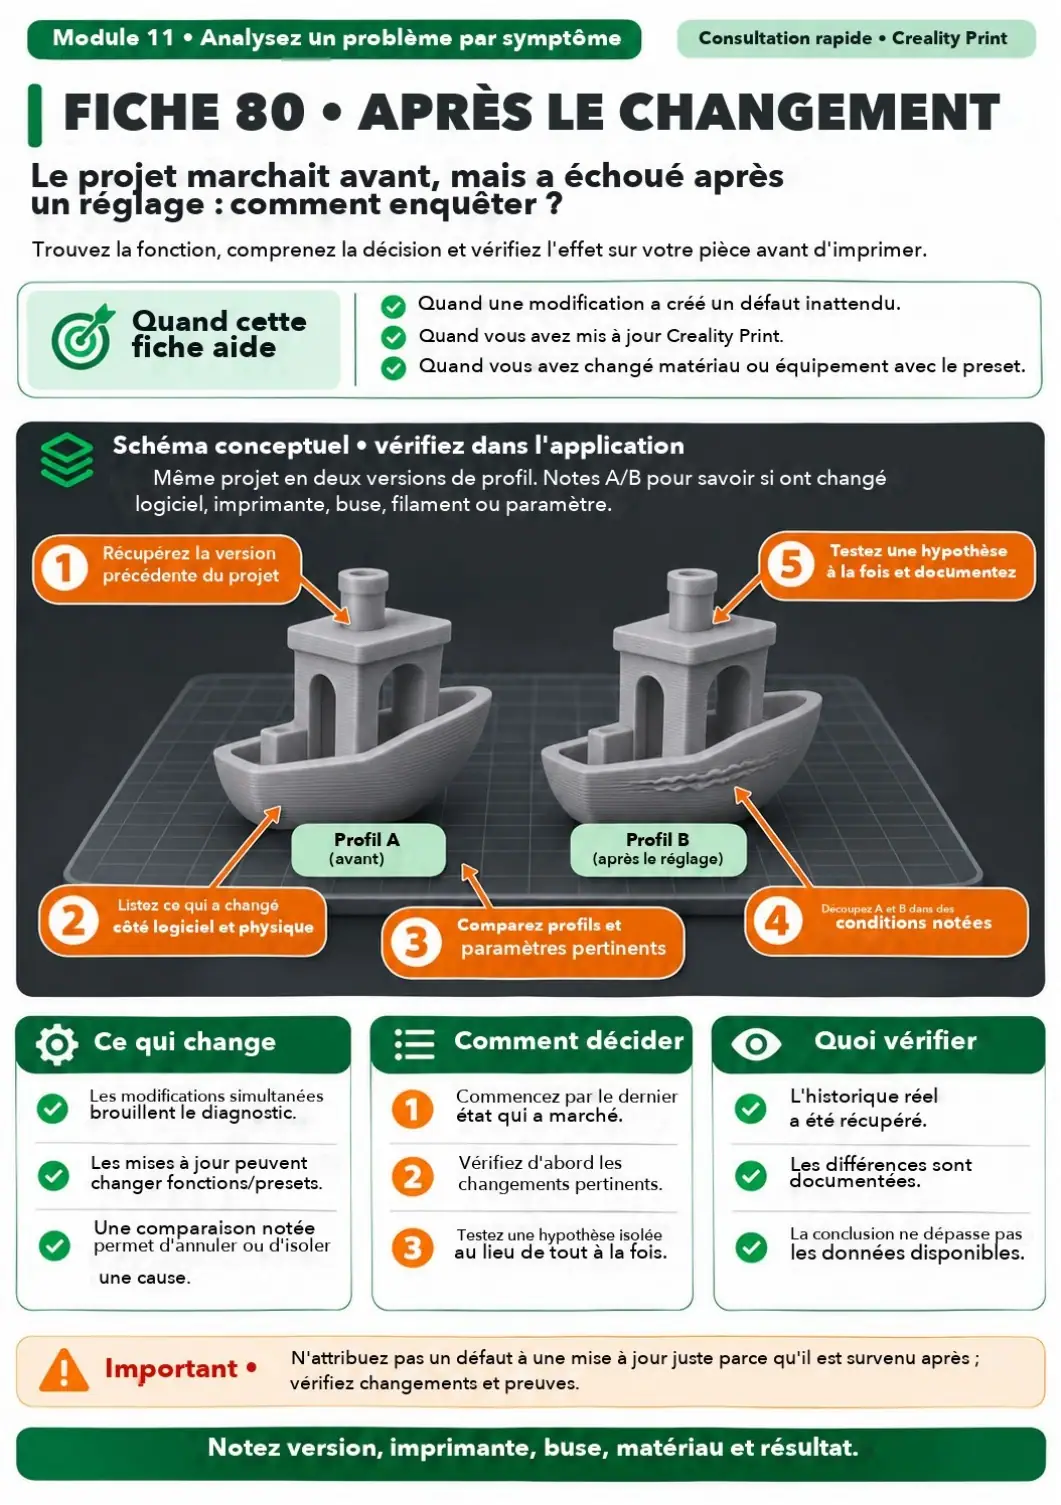 Module 11 • Analysez un problème par symptôme
Consultation rapide • Creality Print
FICHE 80 • APRÈS LE CHANGEMENT
Le projet marchait avant, mais a échoué après
un réglage : comment enquêter ?
Trouvez la fonction, comprenez la décision et vérifiez l'effet sur votre pièce avant d'imprimer.
Quand cette
fiche aide
Quand une modification a créé un défaut inattendu.
Quand vous avez mis à jour Creality Print.
Quand vous avez changé matériau ou équipement avec le preset.
Schéma conceptuel • vérifiez dans l'application
Même projet en deux versions de profil. Notes A/B pour savoir si ont changé
logiciel, imprimante, buse, filament ou paramètre.
1
Récupérez la version
précédente du projet
5
Testez une hypothèse
à la fois et documentez
Profil A
(avant)
Profil B
(après le réglage)
2
Listez ce qui a changé
côté logiciel et physique
3
Comparez profils et
paramètres pertinents
4
Découpez A et B dans des
conditions notées
Ce qui change
Les modifications simultanées
brouillent le diagnostic.
Les mises à jour peuvent
changer fonctions/presets.
Une comparaison notée
permet d'annuler ou d'isoler
une cause.
Comment décider
1
Commencez par le dernier
état qui a marché.
2
Vérifiez d'abord les
changements pertinents.
3
Testez une hypothèse isolée
au lieu de tout à la fois.
Quoi vérifier
L'historique réel
a été récupéré.
Les différences sont
documentées.
La conclusion ne dépasse pas
les données disponibles.
Important •
N'attribuez pas un défaut à une mise à jour juste parce qu'il est survenu après ;
vérifiez changements et preuves.
Notez version, imprimante, buse, matériau et résultat.